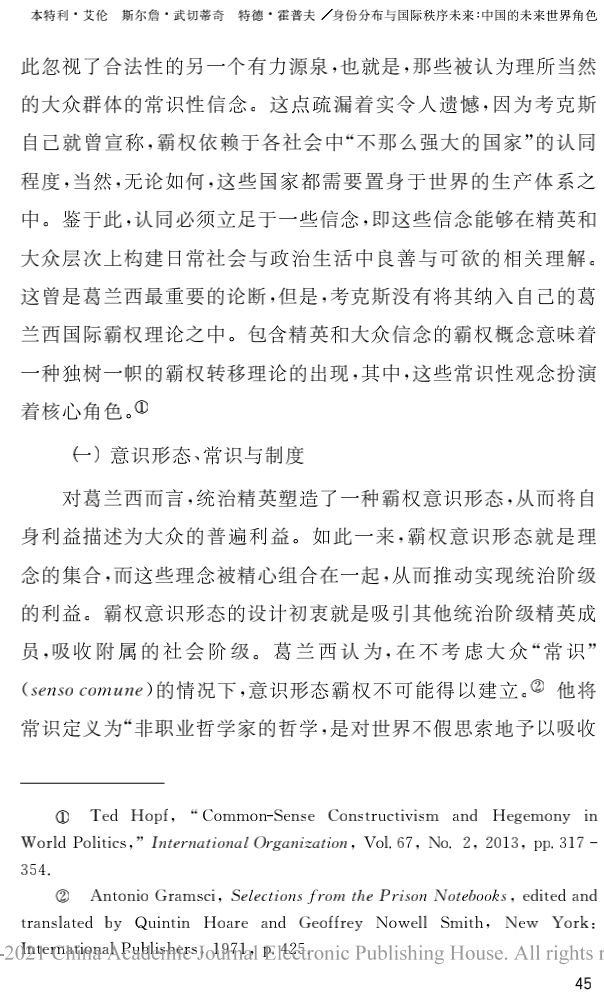 本特利·艾伦 斯尔詹·武切蒂奇 特德·霍普夫 /身份分布与国际秩序未来:中国的未来世界角色
此忽视了合法性的另一个有力源泉,也就是,那些被认为理所当然
的大众群体的常识性信念。这点疏漏着实令人遗憾,因为考克斯
自己就曾宣称,霸权依赖于各社会中“不那么强大的国家”的认同
程度,当然,无论如何,这些国家都需要置身于世界的生产体系之
中。鉴于此,认同必须立足于一些信念,即这些信念能够在精英和
大众层次上构建日常社会与政治生活中良善与可欲的相关理解。
这曾是葛兰西最重要的论断,但是,考克斯没有将其纳入自己的葛
兰西国际霸权理论之中。包含精英和大众信念的霸权概念意味着
一种独树一帜的霸权转移理论的出现,其中,这些常识性观念扮演
着核心角色。①
(一) 意识形态、常识与制度
对葛兰西而言,统治精英塑造了一种霸权意识形态,从而将自
身利益描述为大众的普遍利益。如此一来,霸权意识形态就是理
念的集合,而这些理念被精心组合在一起,从而推动实现统治阶级
的利益。霸权意识形态的设计初衷就是吸引其他统治阶级精英成
员,吸收附属的社会阶级。葛兰西认为,在不考虑大众“常识”
(senso comune)的情况下,意识形态霸权不可能得以建立。② 他将
常识定义为“非职业哲学家的哲学,是对世界不假思索地予以吸收
① Ted Hopf, “Common-Sense Constructivism and Hegemony in
World Politics,” International Organization, Vol. 67, No. 2, 2013, pp. 317-
354.
② Antonio Gramsci, Selections from the Prison Notebooks, edited and
translated by Quintin Hoare and Geoffrey Nowell Smith, New York:
International Publishers, 1971, p. 425.
-2021 China Academic Journal Electronic Publishing House. All rights r
45